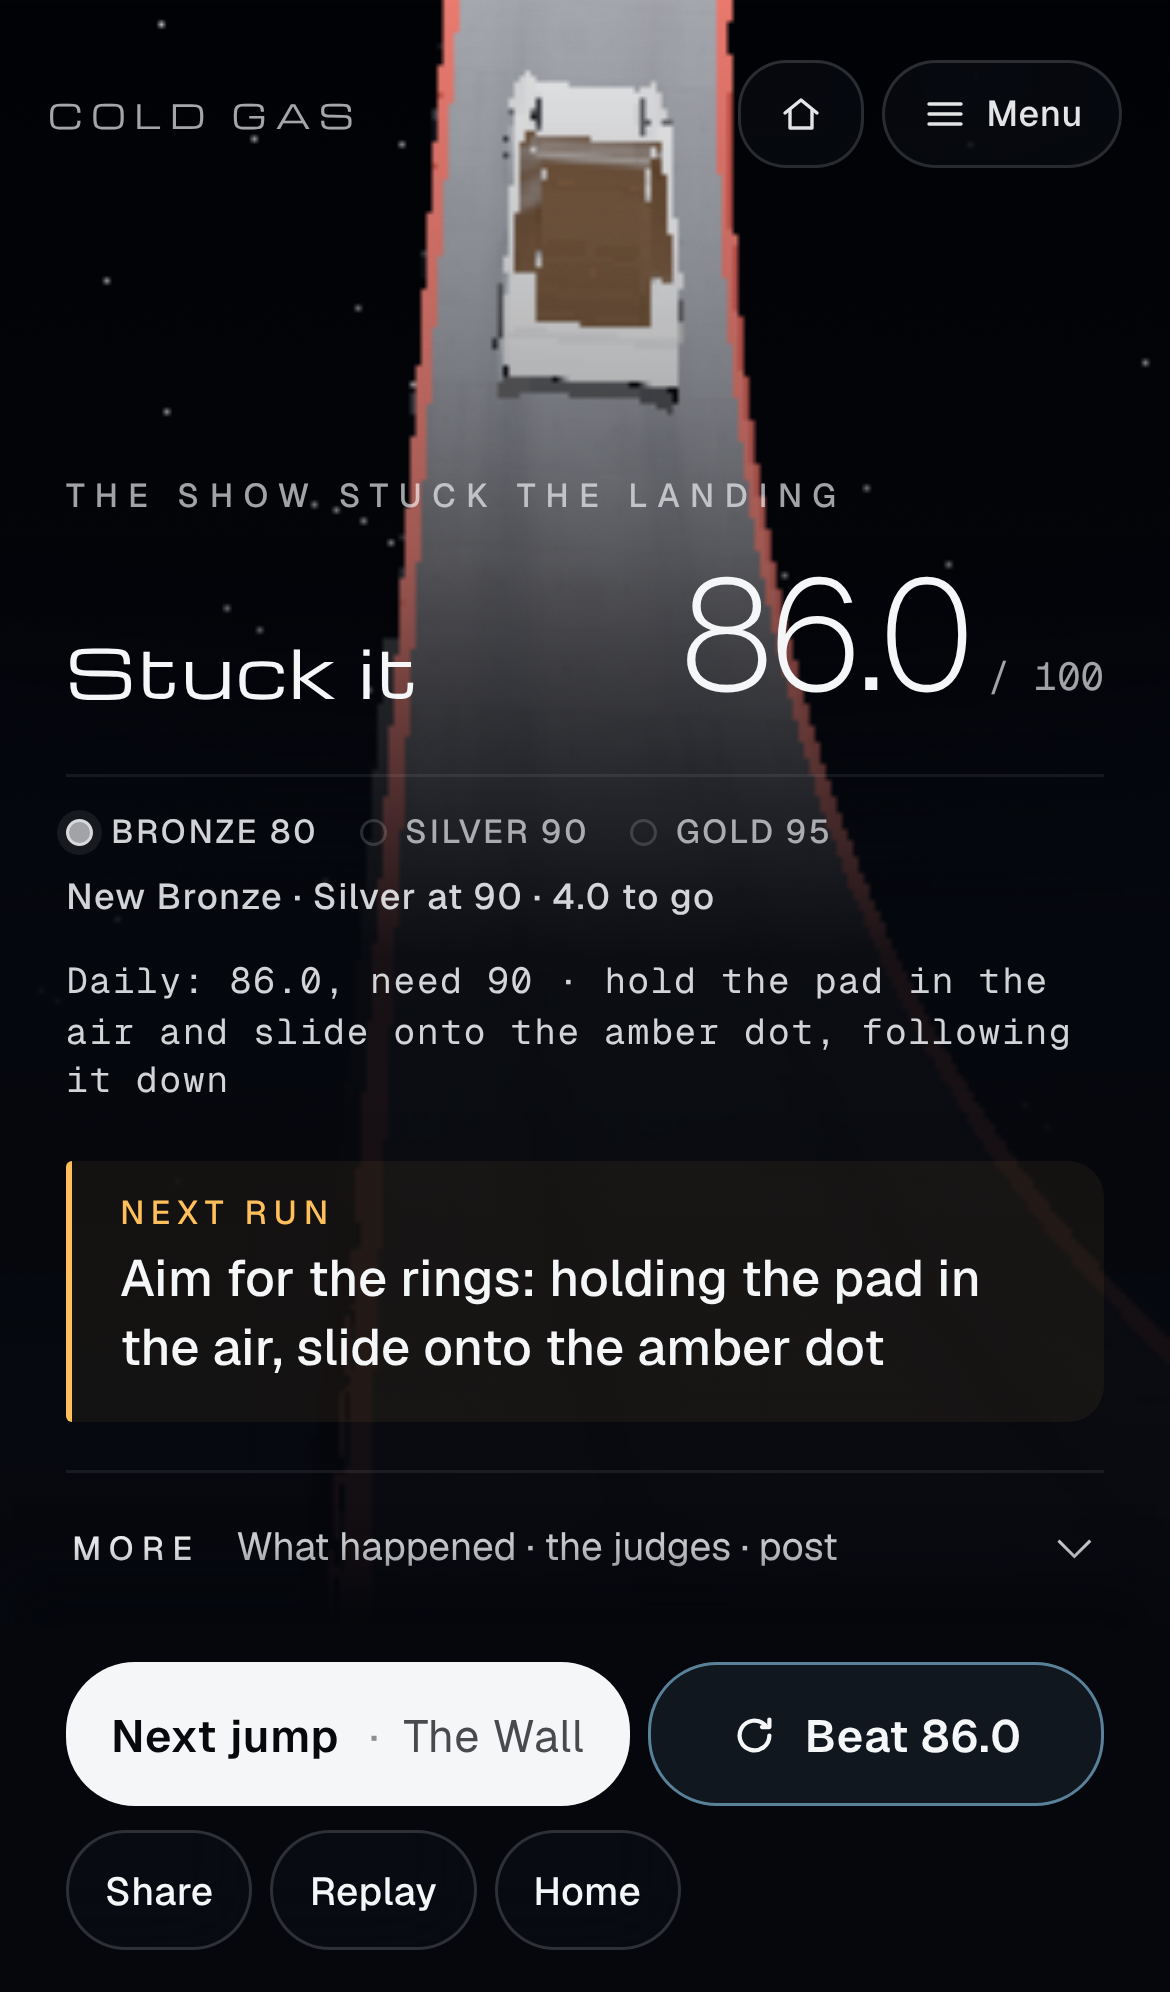 COLD GAS
Menu
THE SHOW STUCK THE LANDING
Stuck it
86.0 / 100
BRONZE 80 SILVER 90 GOLD 95
New Bronze · Silver at 90 · 4.0 to go
Daily: 86.0, need 90 · hold the pad in the
air and slide onto the amber dot, following
it down
NEXT RUN
Aim for the rings: holding the pad in
the air, slide onto the amber dot
MORE What happened · the judges · post
Next jump · The Wall
Beat 86.0
Share
Replay
Home